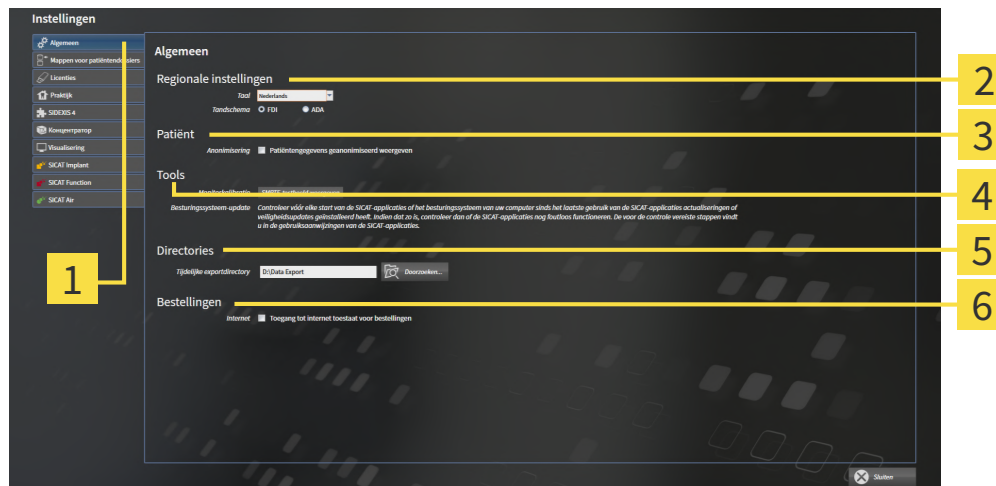 Instellingen
Algemeen
Mappen voor patiëntendossiers
Licenties
Praktijk
SIDEXIS 4
Концентратор
Visualisering
SICAT Implant
SICAT Function
SICAT Air
Algemeen
Regionale instellingen
Taal Nederlands
Tandschema FDI ADA
Patiënt
Anonimisering Patiëntengegevens geanonimiseerd weergeven
Tools
Besturingssysteem-update Controleer vóór elke start van de SICAT-applicaties of het besturingssysteem van uw computer sinds het laatste gebruik van de SICAT-applicaties actualiseringen of
veiligheidsupdates geïnstalleerd heeft. Indien dat zo is, controleer dan of de SICAT-applicaties nog foutloos functioneren. De voor de controle vereiste stappen vindt
u in de gebruiksaanwijzingen van de SICAT-applicaties.
Directories
Tijdelijke exportdirectory D:\Data Export Doorzoeken...
Bestellingen
Internet Toegang tot internet toestaat voor bestellingen
Sluiten
1
2
3
4
5
6